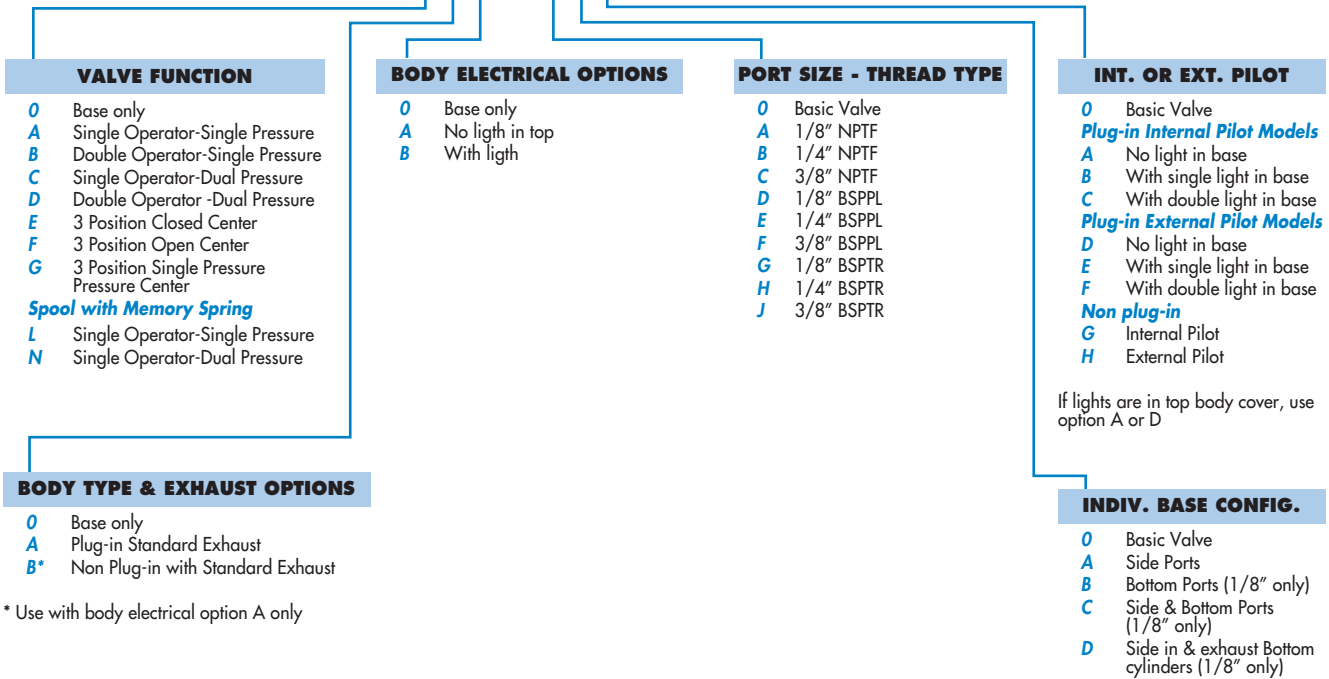 VALVE FUNCTION
0 Base only
A Single Operator-Single Pressure
B Double Operator-Single Pressure
C Single Operator-Dual Pressure
D Double Operator -Dual Pressure
E 3 Position Closed Center
F 3 Position Open Center
G 3 Position Single Pressure
Pressure Center
Spool with Memory Spring
L Single Operator-Single Pressure
N Single Operator-Dual Pressure
BODY TYPE & EXHAUST OPTIONS
0 Base only
A Plug-in Standard Exhaust
B* Non Plug-in with Standard Exhaust
* Use with body electrical option A only
BODY ELECTRICAL OPTIONS
0 Base only
A No ligth in top
B With ligth
PORT SIZE - THREAD TYPE
0 Basic Valve
A 1/8″ NPTF
B 1/4″ NPTF
C 3/8″ NPTF
D 1/8″ BSPPL
E 1/4″ BSPPL
F 3/8″ BSPPL
G 1/8″ BSPTR
H 1/4″ BSPTR
J 3/8″ BSPTR
INT. OR EXT. PILOT
0 Basic Valve
Plug-in Internal Pilot Models
A No light in base
B With single light in base
C With double light in base
Plug-in External Pilot Models
D No light in base
E With single light in base
F With double light in base
Non plug-in
G Internal Pilot
H External Pilot
If lights are in top body cover, use
option A or D
INDIV. BASE CONFIG.
0 Basic Valve
A Side Ports
B Bottom Ports (1/8″ only)
C Side & Bottom Ports
(1/8″ only)
D Side in & exhaust Bottom
cylinders (1/8″ only)